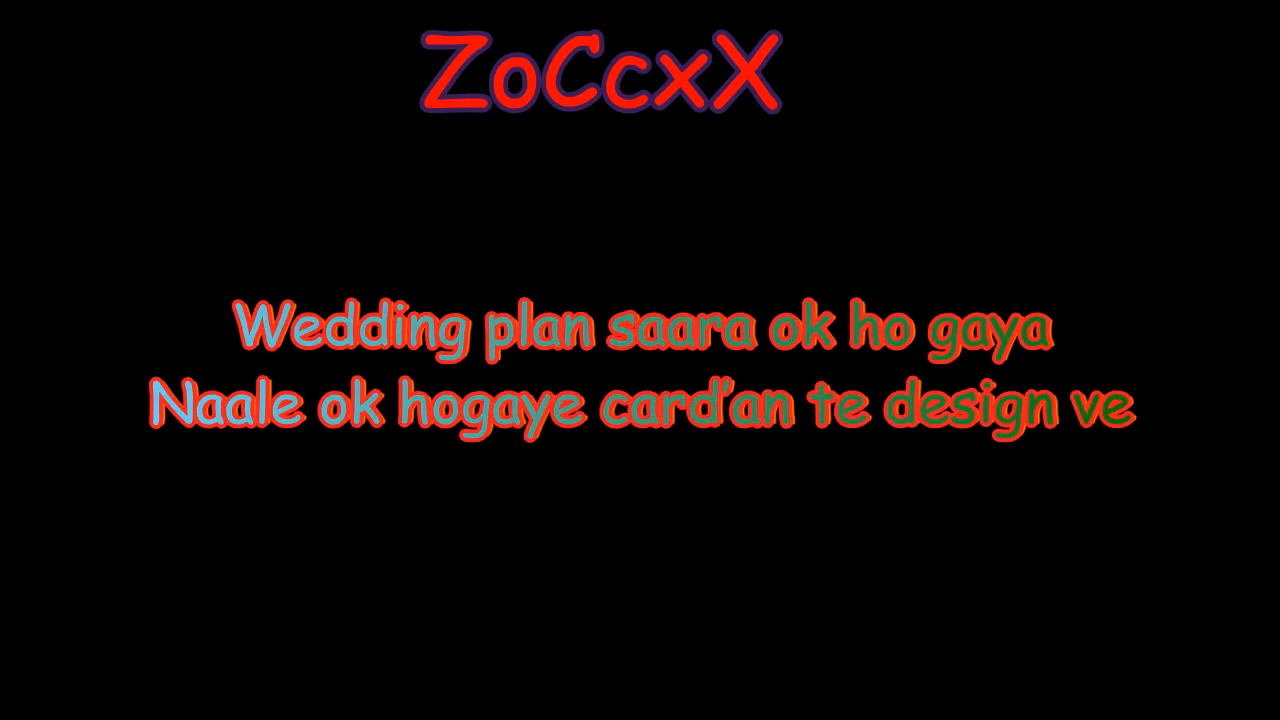 ZoCcxX
Wedding plan saara ok ho gaya
Naale ok hogaye card'an te design ve